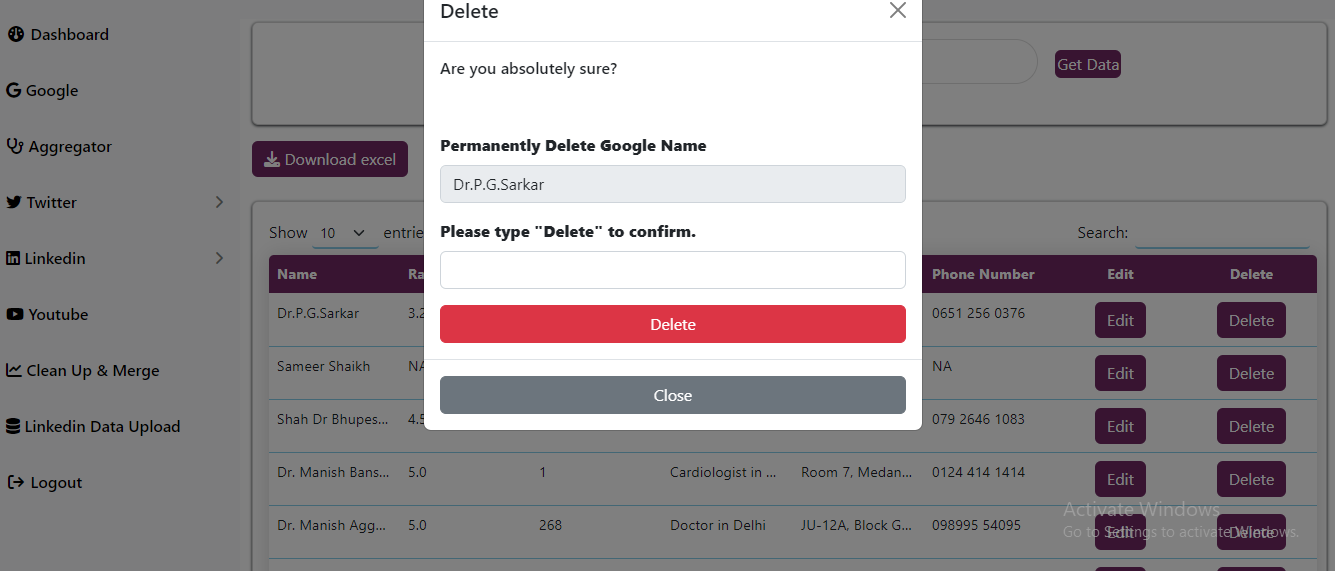 Dashboard
Google
Aggregator
Twitter
Linkedin
Youtube
Clean Up & Merge
Linkedin Data Upload
Logout
Get Data
Download excel
Show 10 entrie
Search:
Name Ra Phone Number Edit Delete
Dr.P.G.Sarkar 3.2 0651 256 0376 Edit Delete
Sameer Shaikh NA NA Edit Delete
Shah Dr Bhupes... 4.5 079 2646 1083 Edit Delete
Dr. Manish Bans... 5.0 1 Cardiologist in ... Room 7, Medan... 0124 414 1414 Edit Delete
Dr. Manish Agg... 5.0 268 Doctor in Delhi JU-12A, Block G... 098995 54095 Edit Delete
Delete
Are you absolutely sure?
Permanently Delete Google Name
Dr.P.G.Sarkar
Please type "Delete" to confirm.
Delete
Close
Activate Windows
Go to Settings to activate Windows.